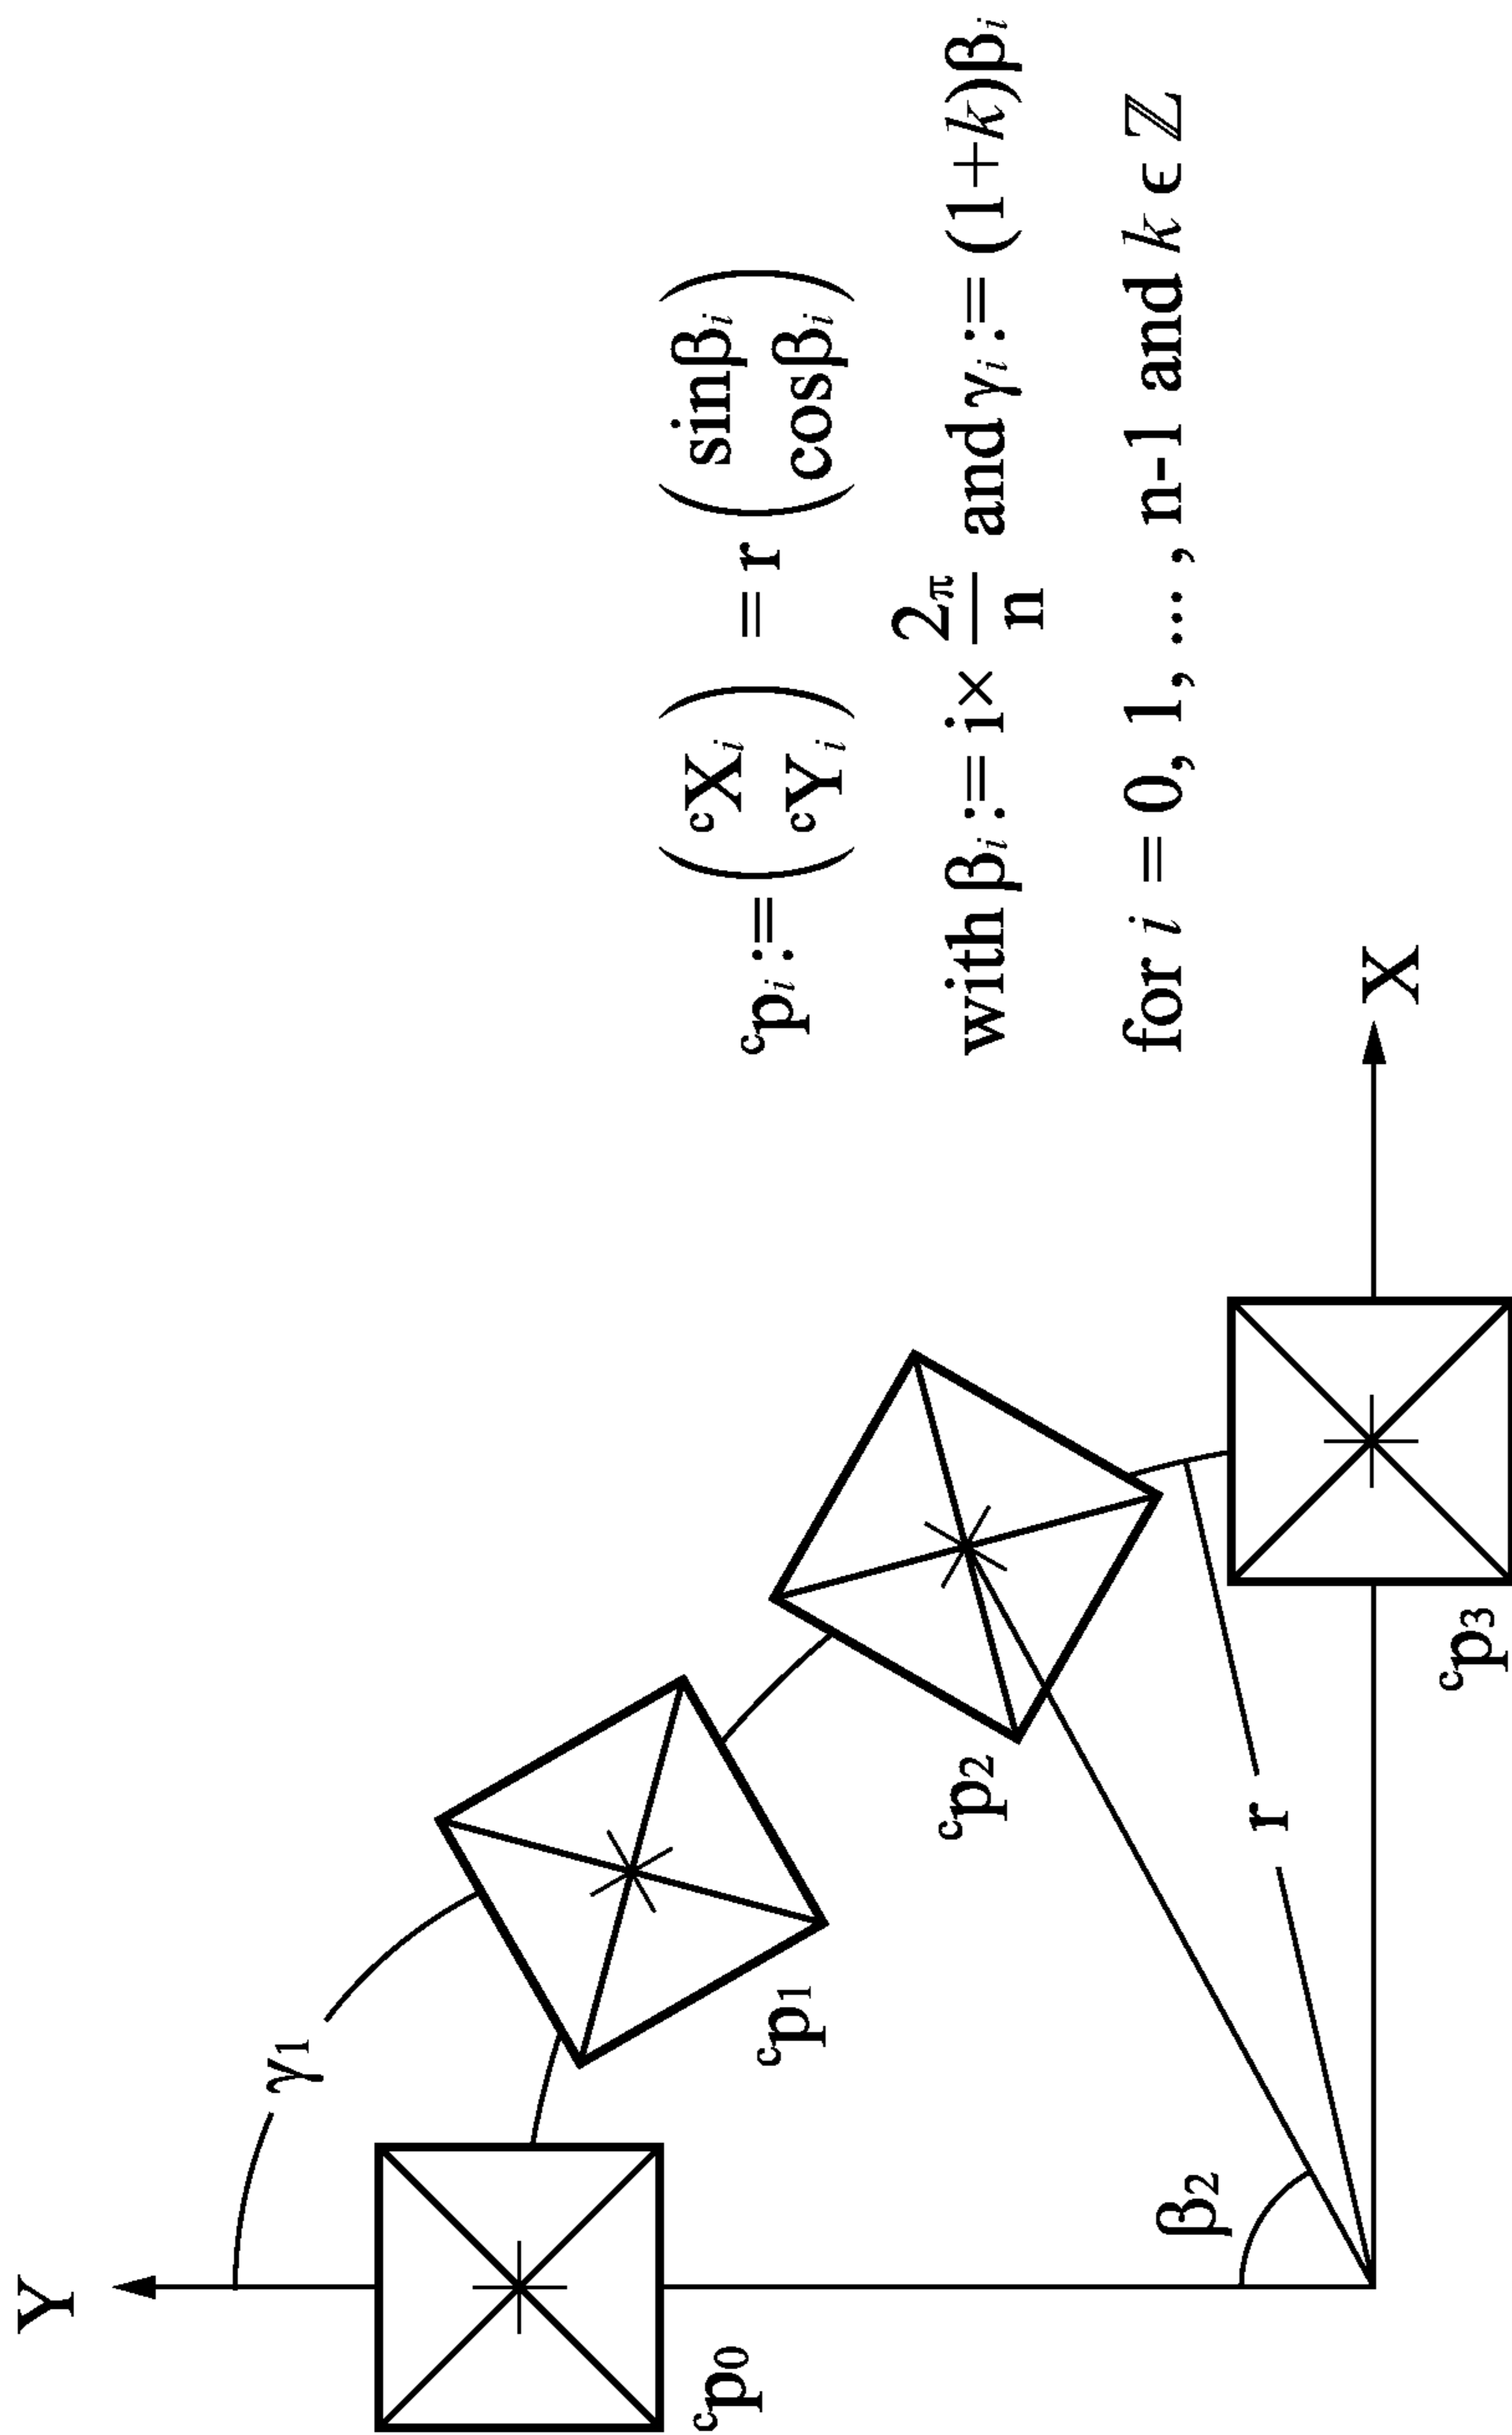 Y
γ1
cp0
cp1
β2
cp2
r
cp3
X
cpi := (cXi cYi) = r (sinβi cosβi)
with βi := i× 2π/n and γi := (1+k)βi
for i = 0, 1, ... , n-1 and k ϵ ℤ